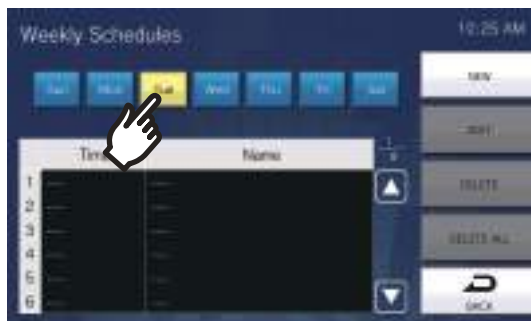 Weekly Schedules
10:25 AM
Sun Mon Tue Wed Thu Fri Sat
NEW
EDIT
DELETE
DELETE ALL
BACK
Time Name
1
2
3
4
5
6